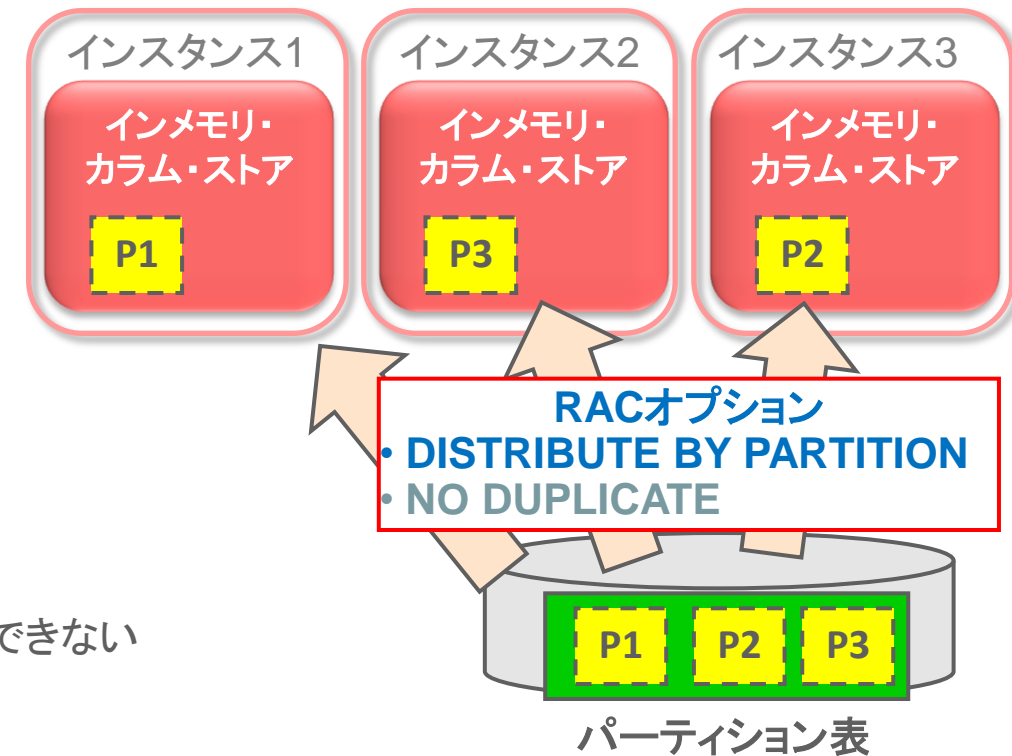 インスタンス1
インメモリ・
カラム・ストア
P1
インスタンス2
インメモリ・
カラム・ストア
P3
インスタンス3
インメモリ・
カラム・ストア
P2
RACオプション
• DISTRIBUTE BY PARTITION
• NO DUPLICATE
できない
P1 P2 P3
パーティション表